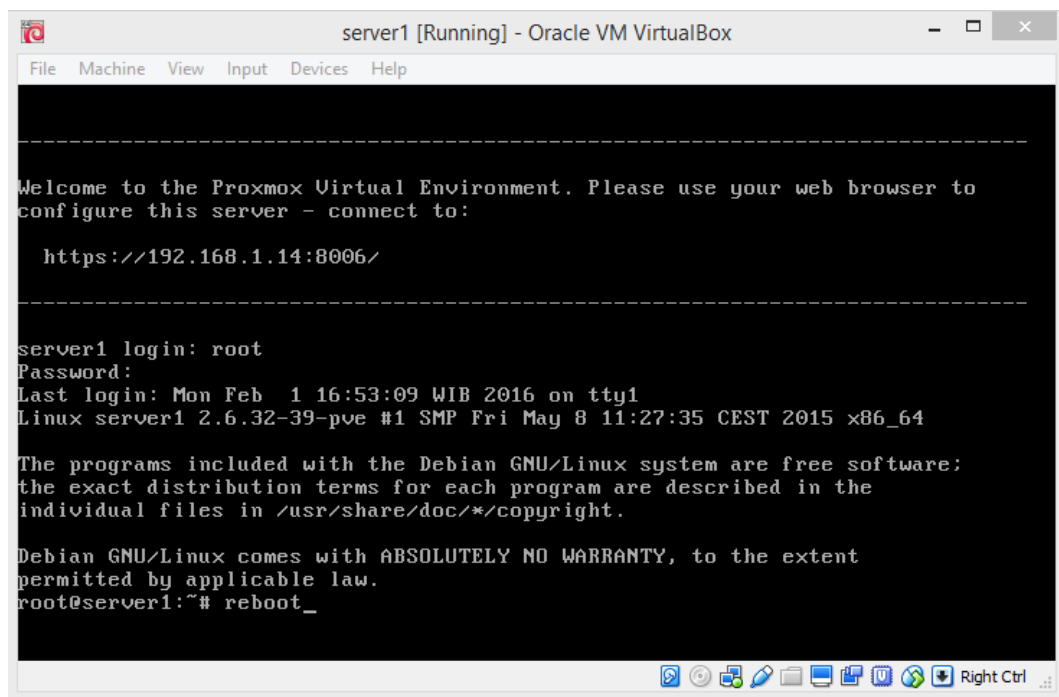 server1 [Running] - Oracle VM VirtualBox
File Machine View Input Devices Help
--------------------------------------------------------------------------------
Welcome to the Proxmox Virtual Environment. Please use your web browser to
configure this server - connect to:
https://192.168.1.14:8006/
--------------------------------------------------------------------------------
server1 login: root
Password:
Last login: Mon Feb  1 16:53:09 WIB 2016 on tty1
Linux server1 2.6.32-39-pve #1 SMP Fri May 8 11:27:35 CEST 2015 x86_64
The programs included with the Debian GNU/Linux system are free software;
the exact distribution terms for each program are described in the
individual files in /usr/share/doc/*/copyright.
Debian GNU/Linux comes with ABSOLUTELY NO WARRANTY, to the extent
permitted by applicable law.
root@server1:~# reboot_
Right Ctrl